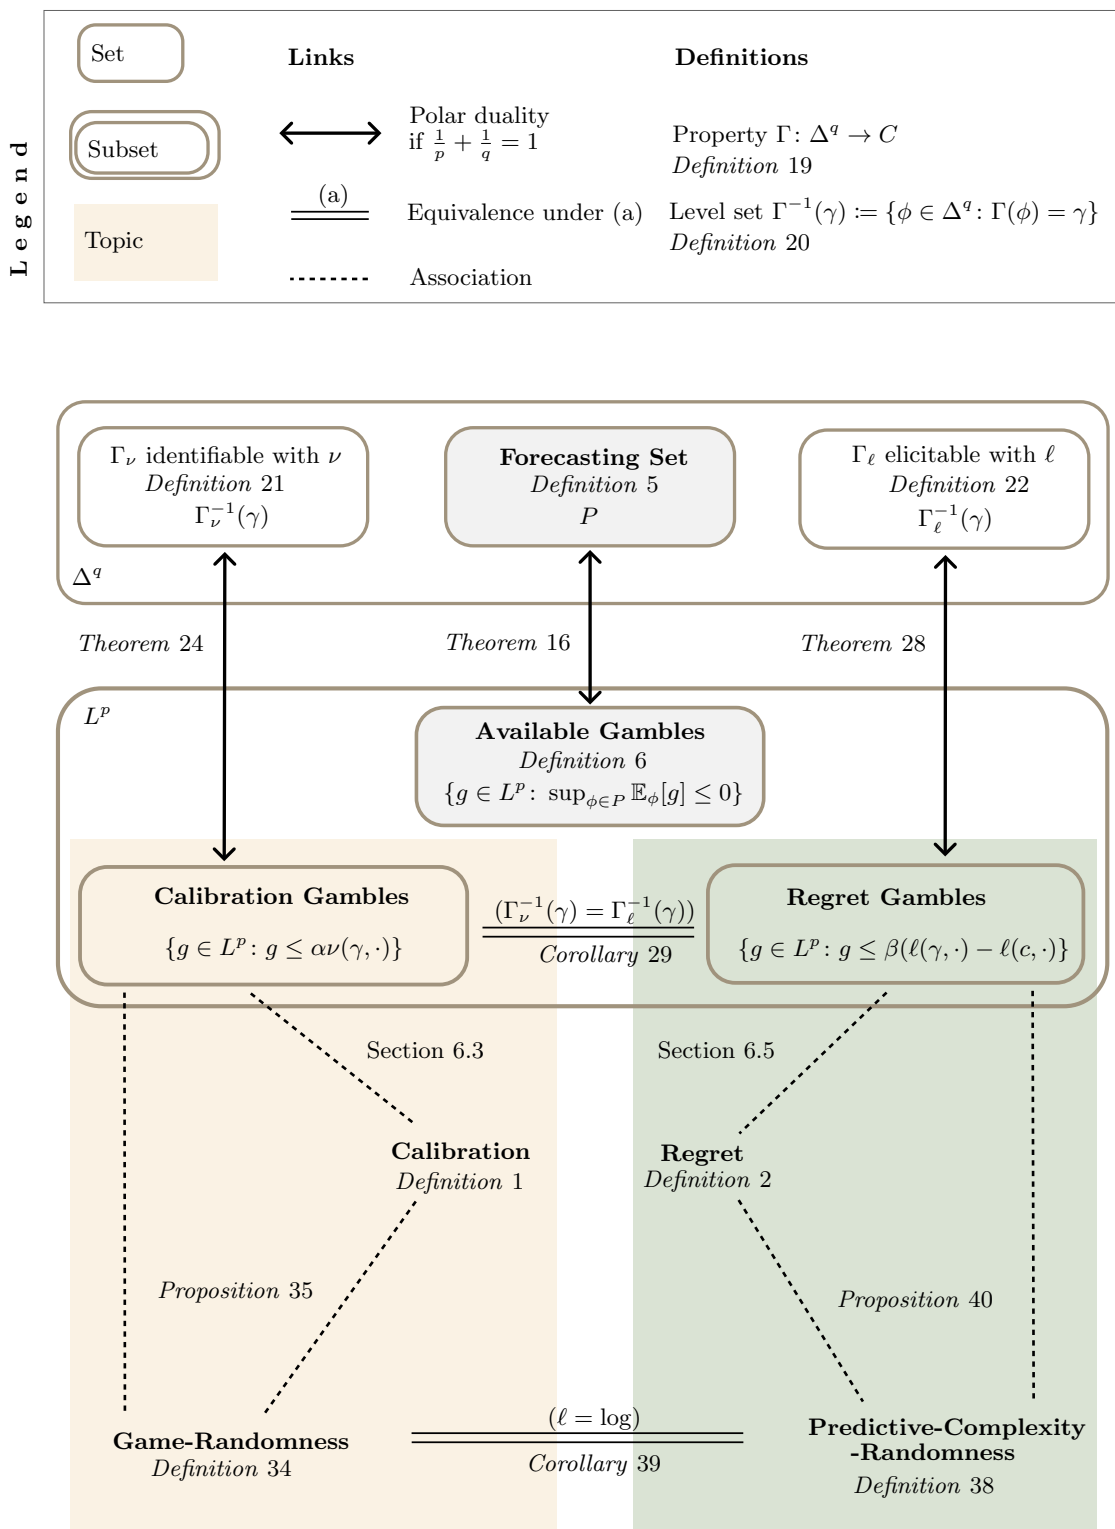 Legend
Set
Subset
Topic
Links
Polar duality
if 1/p + 1/q = 1
(a)
Equivalence under (a)
Association
Definitions
Property Γ: Δ^q → C
Definition 19
Level set Γ^{-1}(γ) ≔ {ϕ ∈ Δ^q : Γ(ϕ) = γ}
Definition 20
Γ_ν identifiable with ν
Definition 21
Γ_ν^{-1}(γ)
Forecasting Set
Definition 5
P
Γ_ℓ elicitable with ℓ
Definition 22
Γ_ℓ^{-1}(γ)
Δ^q
Theorem 24
Theorem 16
Theorem 28
L^p
Available Gambles
Definition 6
{g ∈ L^p : sup_{ϕ∈P} 𝔼_ϕ[g] ≤ 0}
Calibration Gambles
{g ∈ L^p : g ≤ αν(γ, ·)}
(Γ_ν^{-1}(γ) = Γ_ℓ^{-1}(γ))
Corollary 29
Regret Gambles
{g ∈ L^p : g ≤ β(ℓ(γ, ·) − ℓ(c, ·)}
Section 6.3
Section 6.5
Calibration
Definition 1
Regret
Definition 2
Proposition 35
Proposition 40
Game-Randomness
Definition 34
(ℓ = log)
Corollary 39
Predictive-Complexity
-Randomness
Definition 38